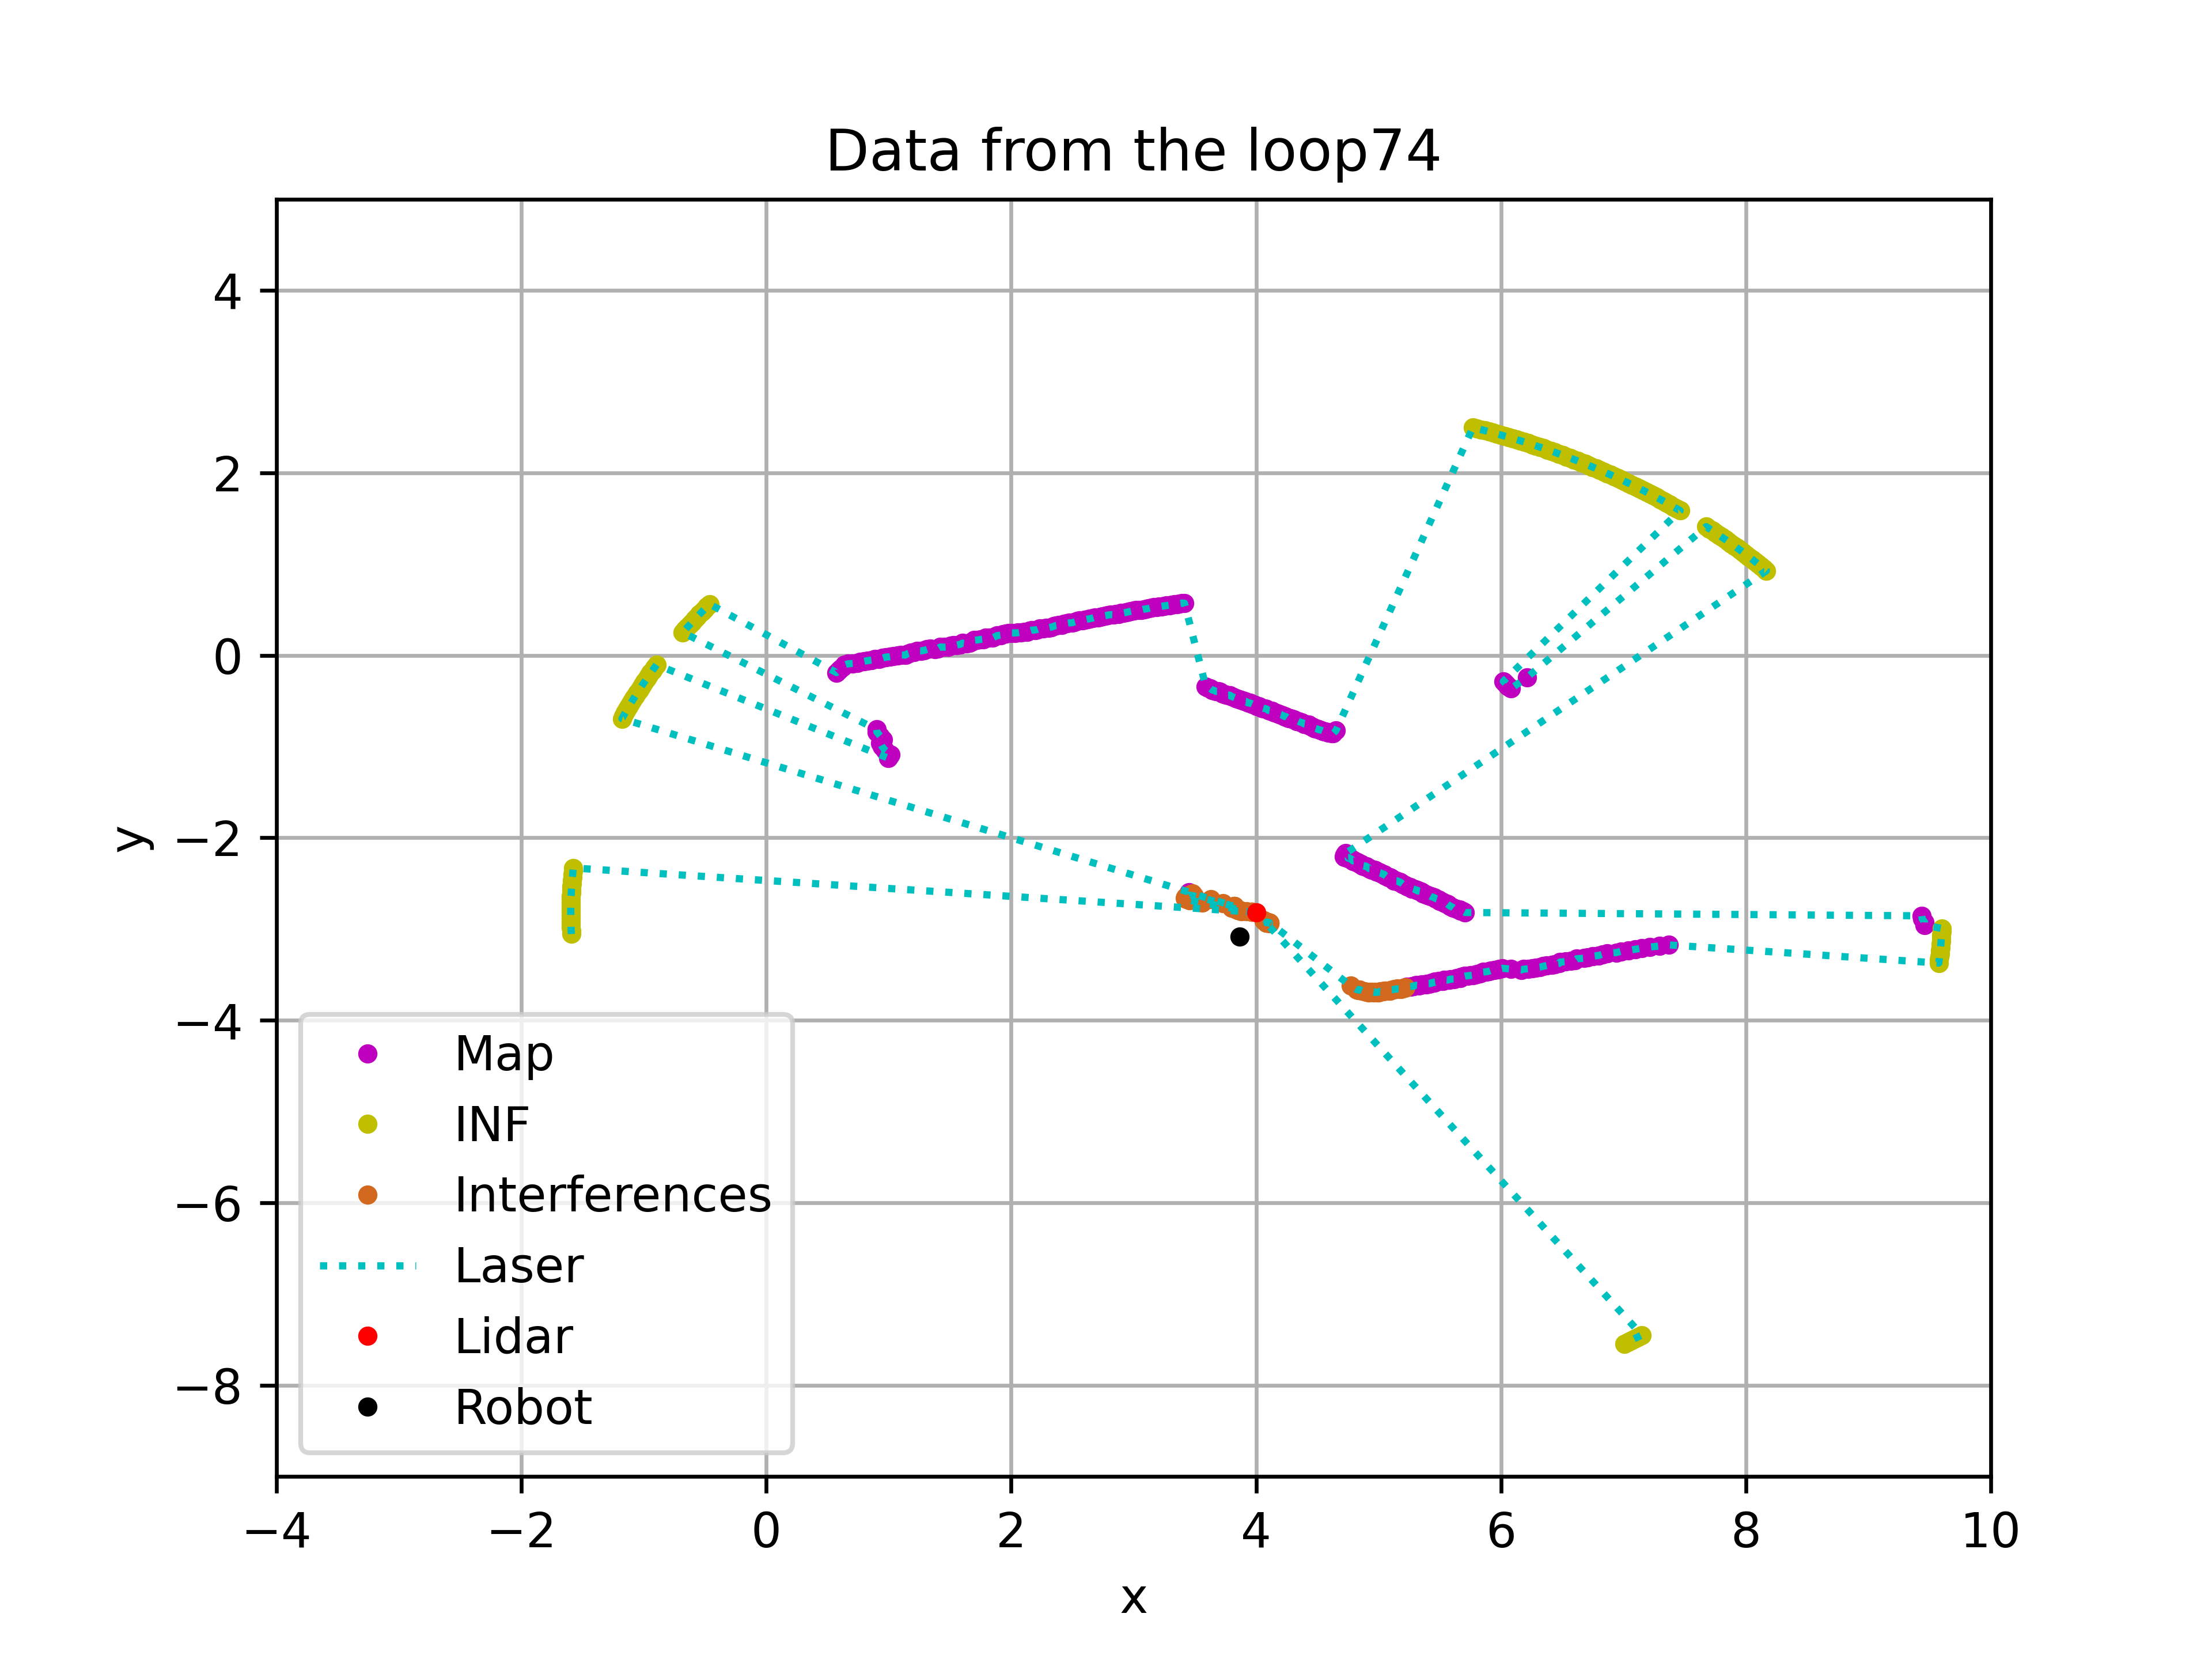 Data from the loop74
4
2
0
−2
−4
−6
−8
y
Map
INF
Interferences
Laser
Lidar
Robot
−4 −2 0 2 4 6 8 10
x